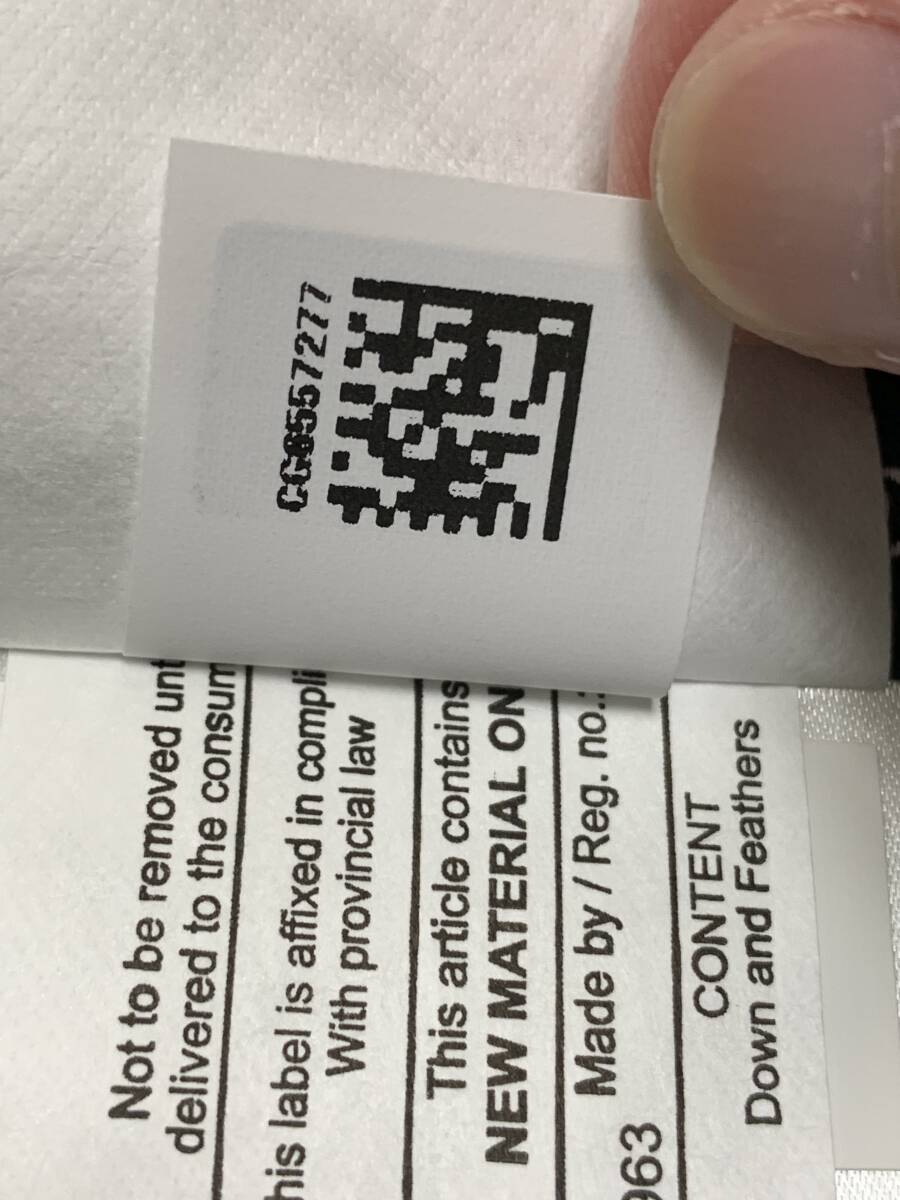 CG857277
Not to be removed unt
delivered to the consum
his label is affixed in compli
With provincial law
This article contains
NEW MATERIAL ON
Made by / Reg. no.:
963
CONTENT
Down and Feathers